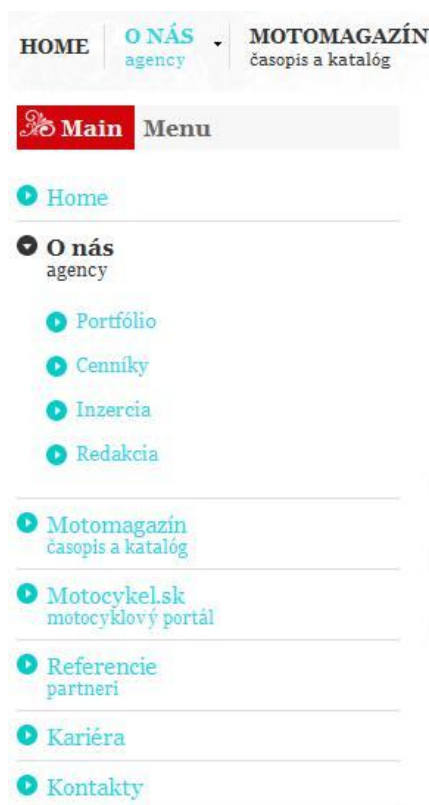 HOME
O NÁS
agency
MOTOMAGAZÍN
časopis a katalóg
Main Menu
Home
O nás
agency
Portfólio
Cenníky
Inzercia
Redakcia
Motomagazín
časopis a katalóg
Motocykel.sk
motocyklový portál
Referencie
partneri
Kariéra
Kontakty